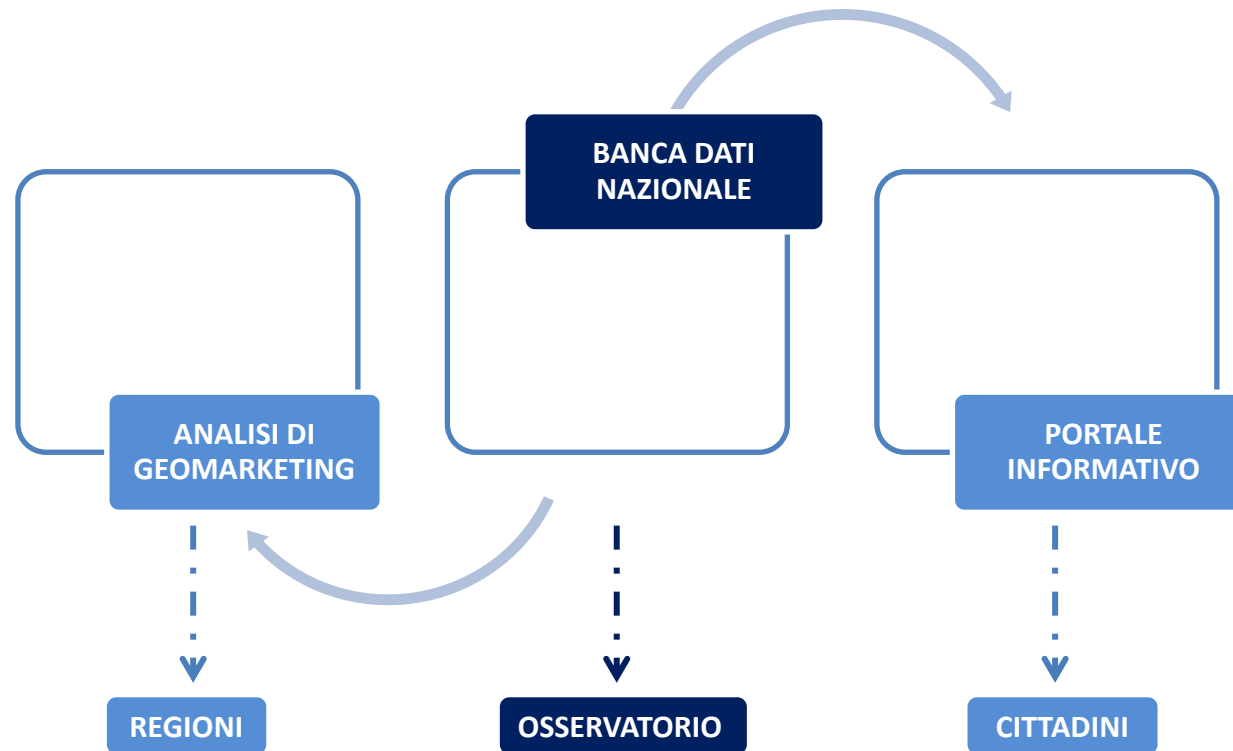 BANCA DATI
NAZIONALE
ANALISI DI
GEOMARKETING
PORTALE
INFORMATIVO
REGIONI
OSSERVATORIO
CITTADINI